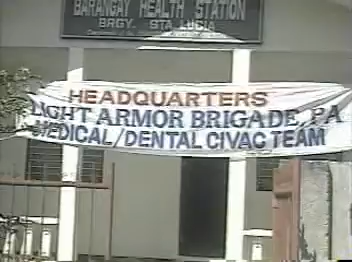 BARANGAY HEALTH STATION
BRGY. STA LUCIA
HEADQUARTERS
LIGHT ARMOR BRIGADE, PA
MEDICAL/DENTAL CIVAC TEAM